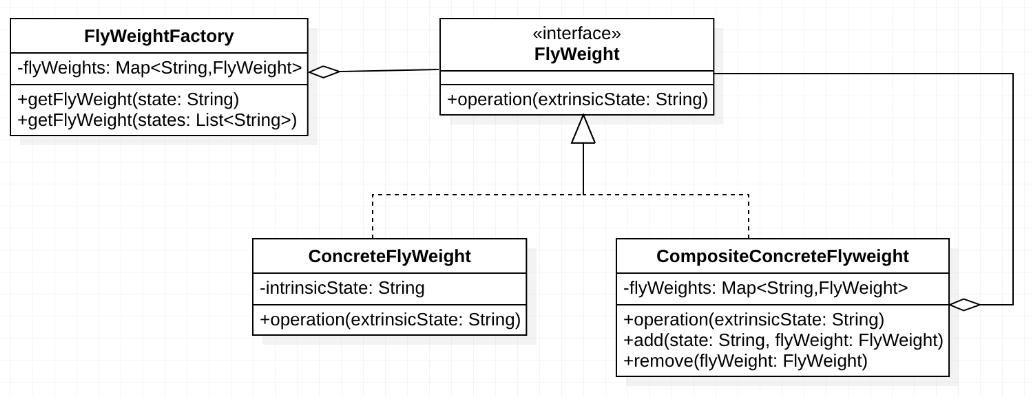 FlyWeightFactory
-flyWeights: Map<String,FlyWeight>
+getFlyWeight(state: String)
+getFlyWeight(states: List<String>)
«interface»
FlyWeight
+operation(extrinsicState: String)
ConcreteFlyWeight
-intrinsicState: String
+operation(extrinsicState: String)
CompositeConcreteFlyweight
-flyWeights: Map<String,FlyWeight>
+operation(extrinsicState: String)
+add(state: String, flyWeight: FlyWeight)
+remove(flyWeight: FlyWeight)